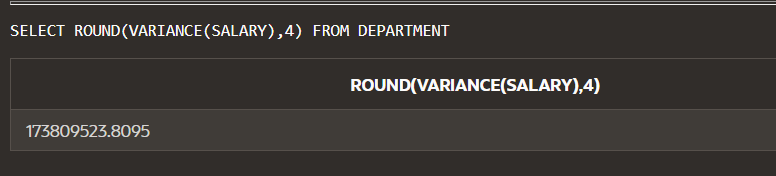 SELECT ROUND(VARIANCE(SALARY),4) FROM DEPARTMENT
ROUND(VARIANCE(SALARY),4)
173809523.8095